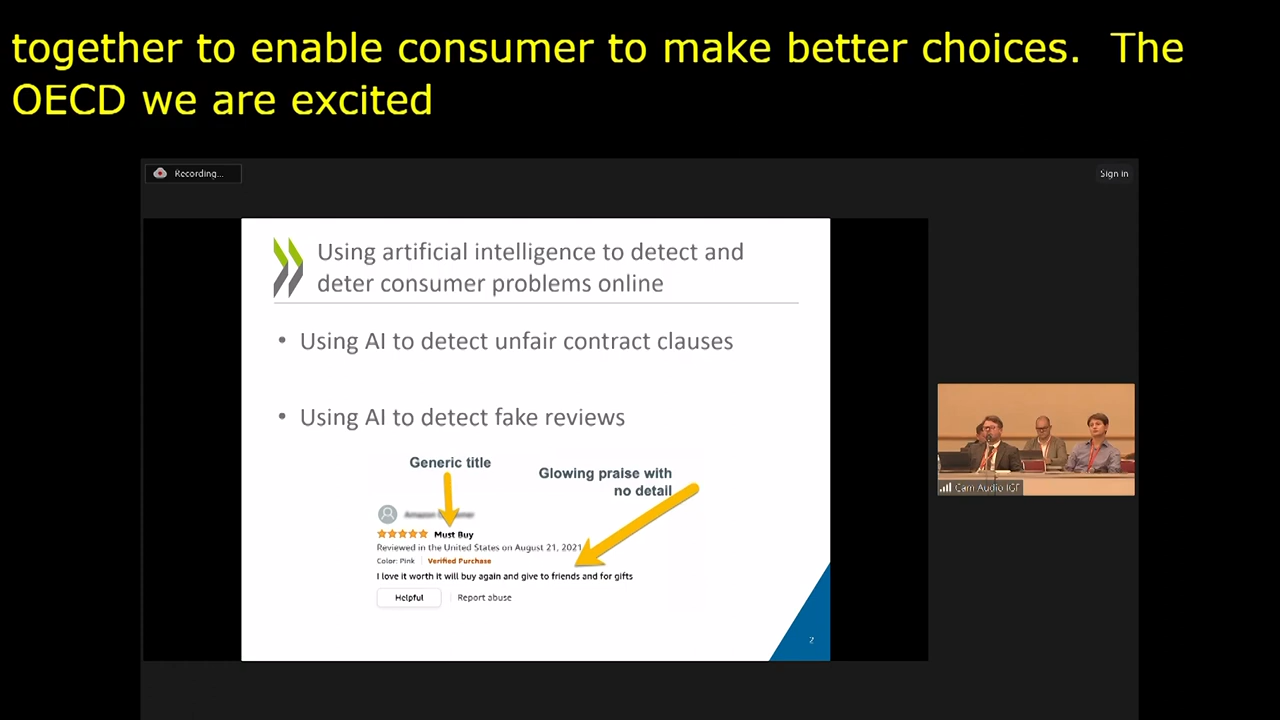 together to enable consumer to make better choices.  The
OECD we are excited
Recording...
Sign in
Using artificial intelligence to detect and
deter consumer problems online
• Using AI to detect unfair contract clauses
• Using AI to detect fake reviews
Generic title
Glowing praise with
no detail
Must Buy
Reviewed in the United States on August 21, 2021
Color: Pink
Verified Purchase
I love it worth it will buy again and give to friends and for gifts
Helpful
Report abuse
2
Cam Audio IGF